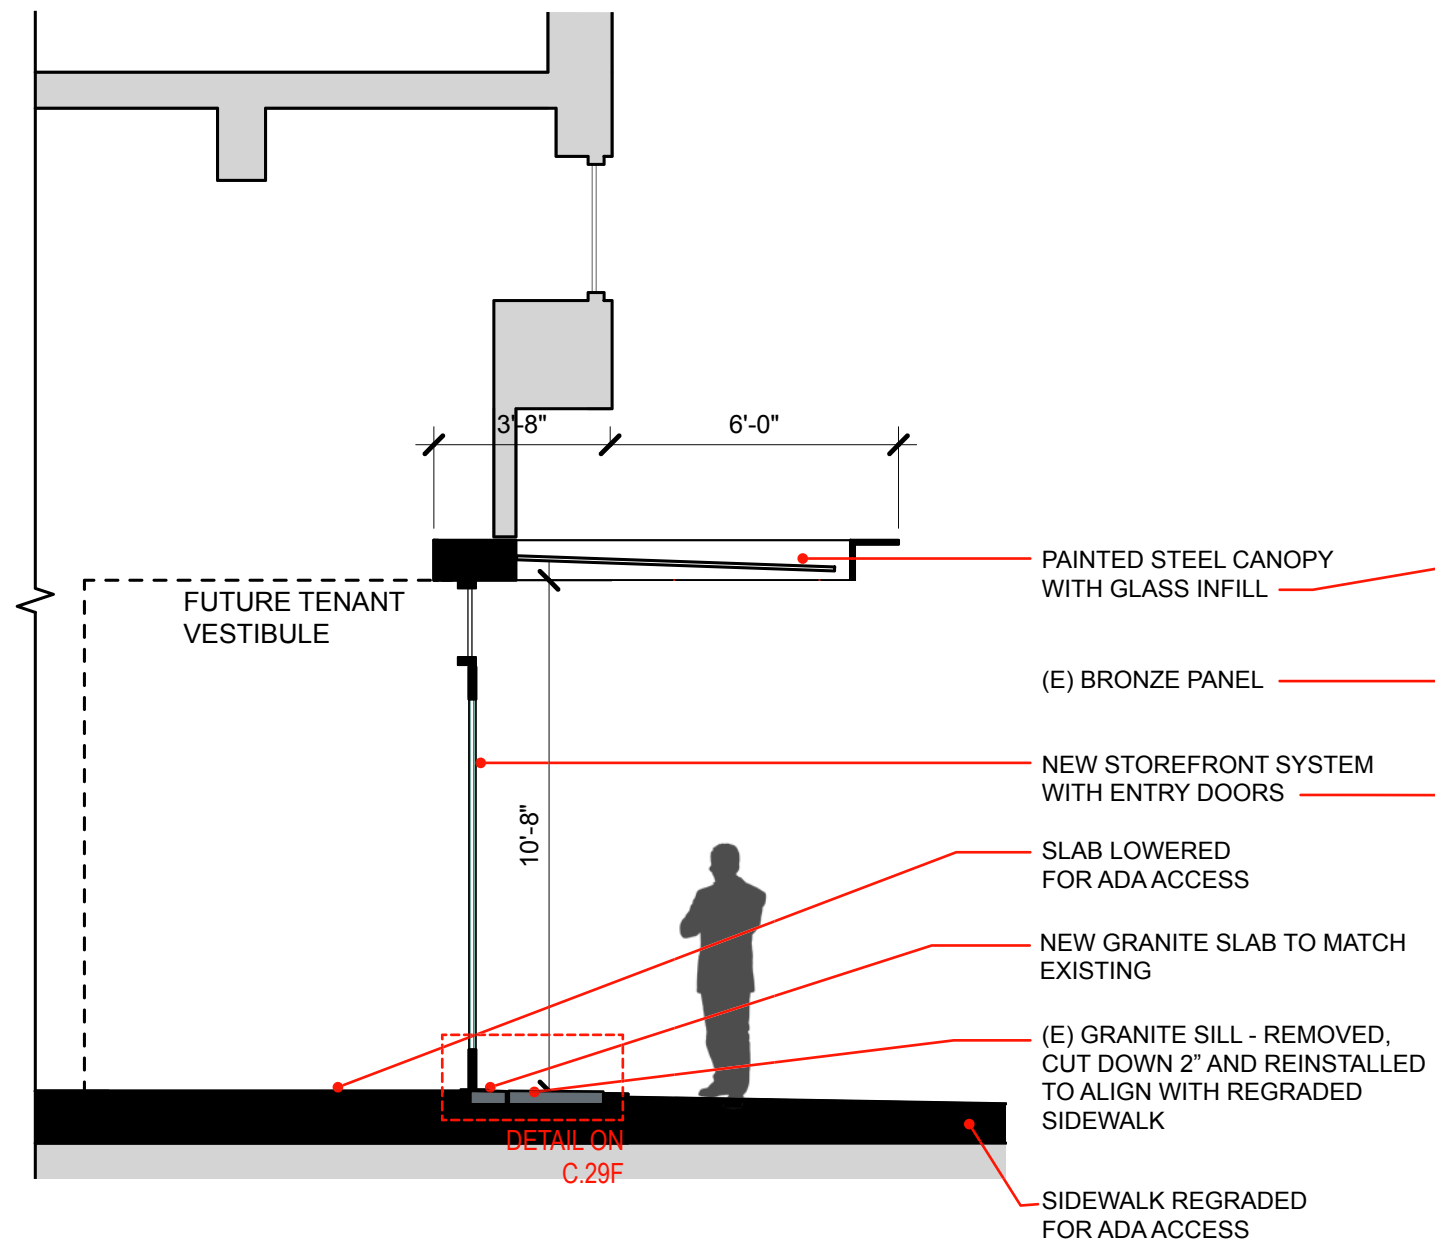 3'-8"
6'-0"
PAINTED STEEL CANOPY
WITH GLASS INFILL
FUTURE TENANT
VESTIBULE
(E) BRONZE PANEL
NEW STOREFRONT SYSTEM
WITH ENTRY DOORS
10'-8"
SLAB LOWERED
FOR ADA ACCESS
NEW GRANITE SLAB TO MATCH
EXISTING
(E) GRANITE SILL - REMOVED,
CUT DOWN 2” AND REINSTALLED
TO ALIGN WITH REGRADED
SIDEWALK
DETAIL ON
C.29F
SIDEWALK REGRADED
FOR ADA ACCESS